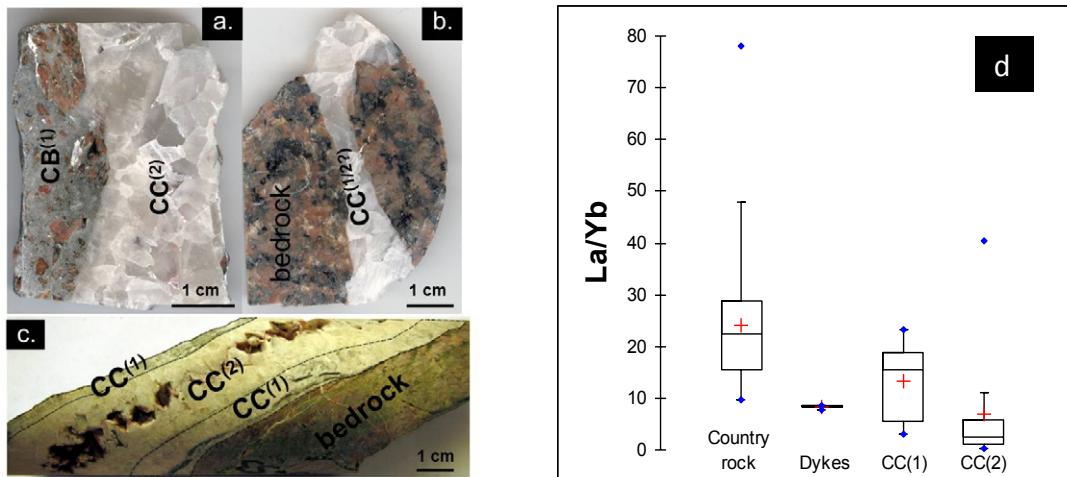 a.
CB(1)
CC(2)
1 cm
b.
bedrock
CC(1/2?)
1 cm
c.
CC(1)
CC(2)
CC(1)
bedrock
1 cm
d
La/Yb
80
70
60
50
40
30
20
10
0
Country
rock
Dykes
CC(1)
CC(2)